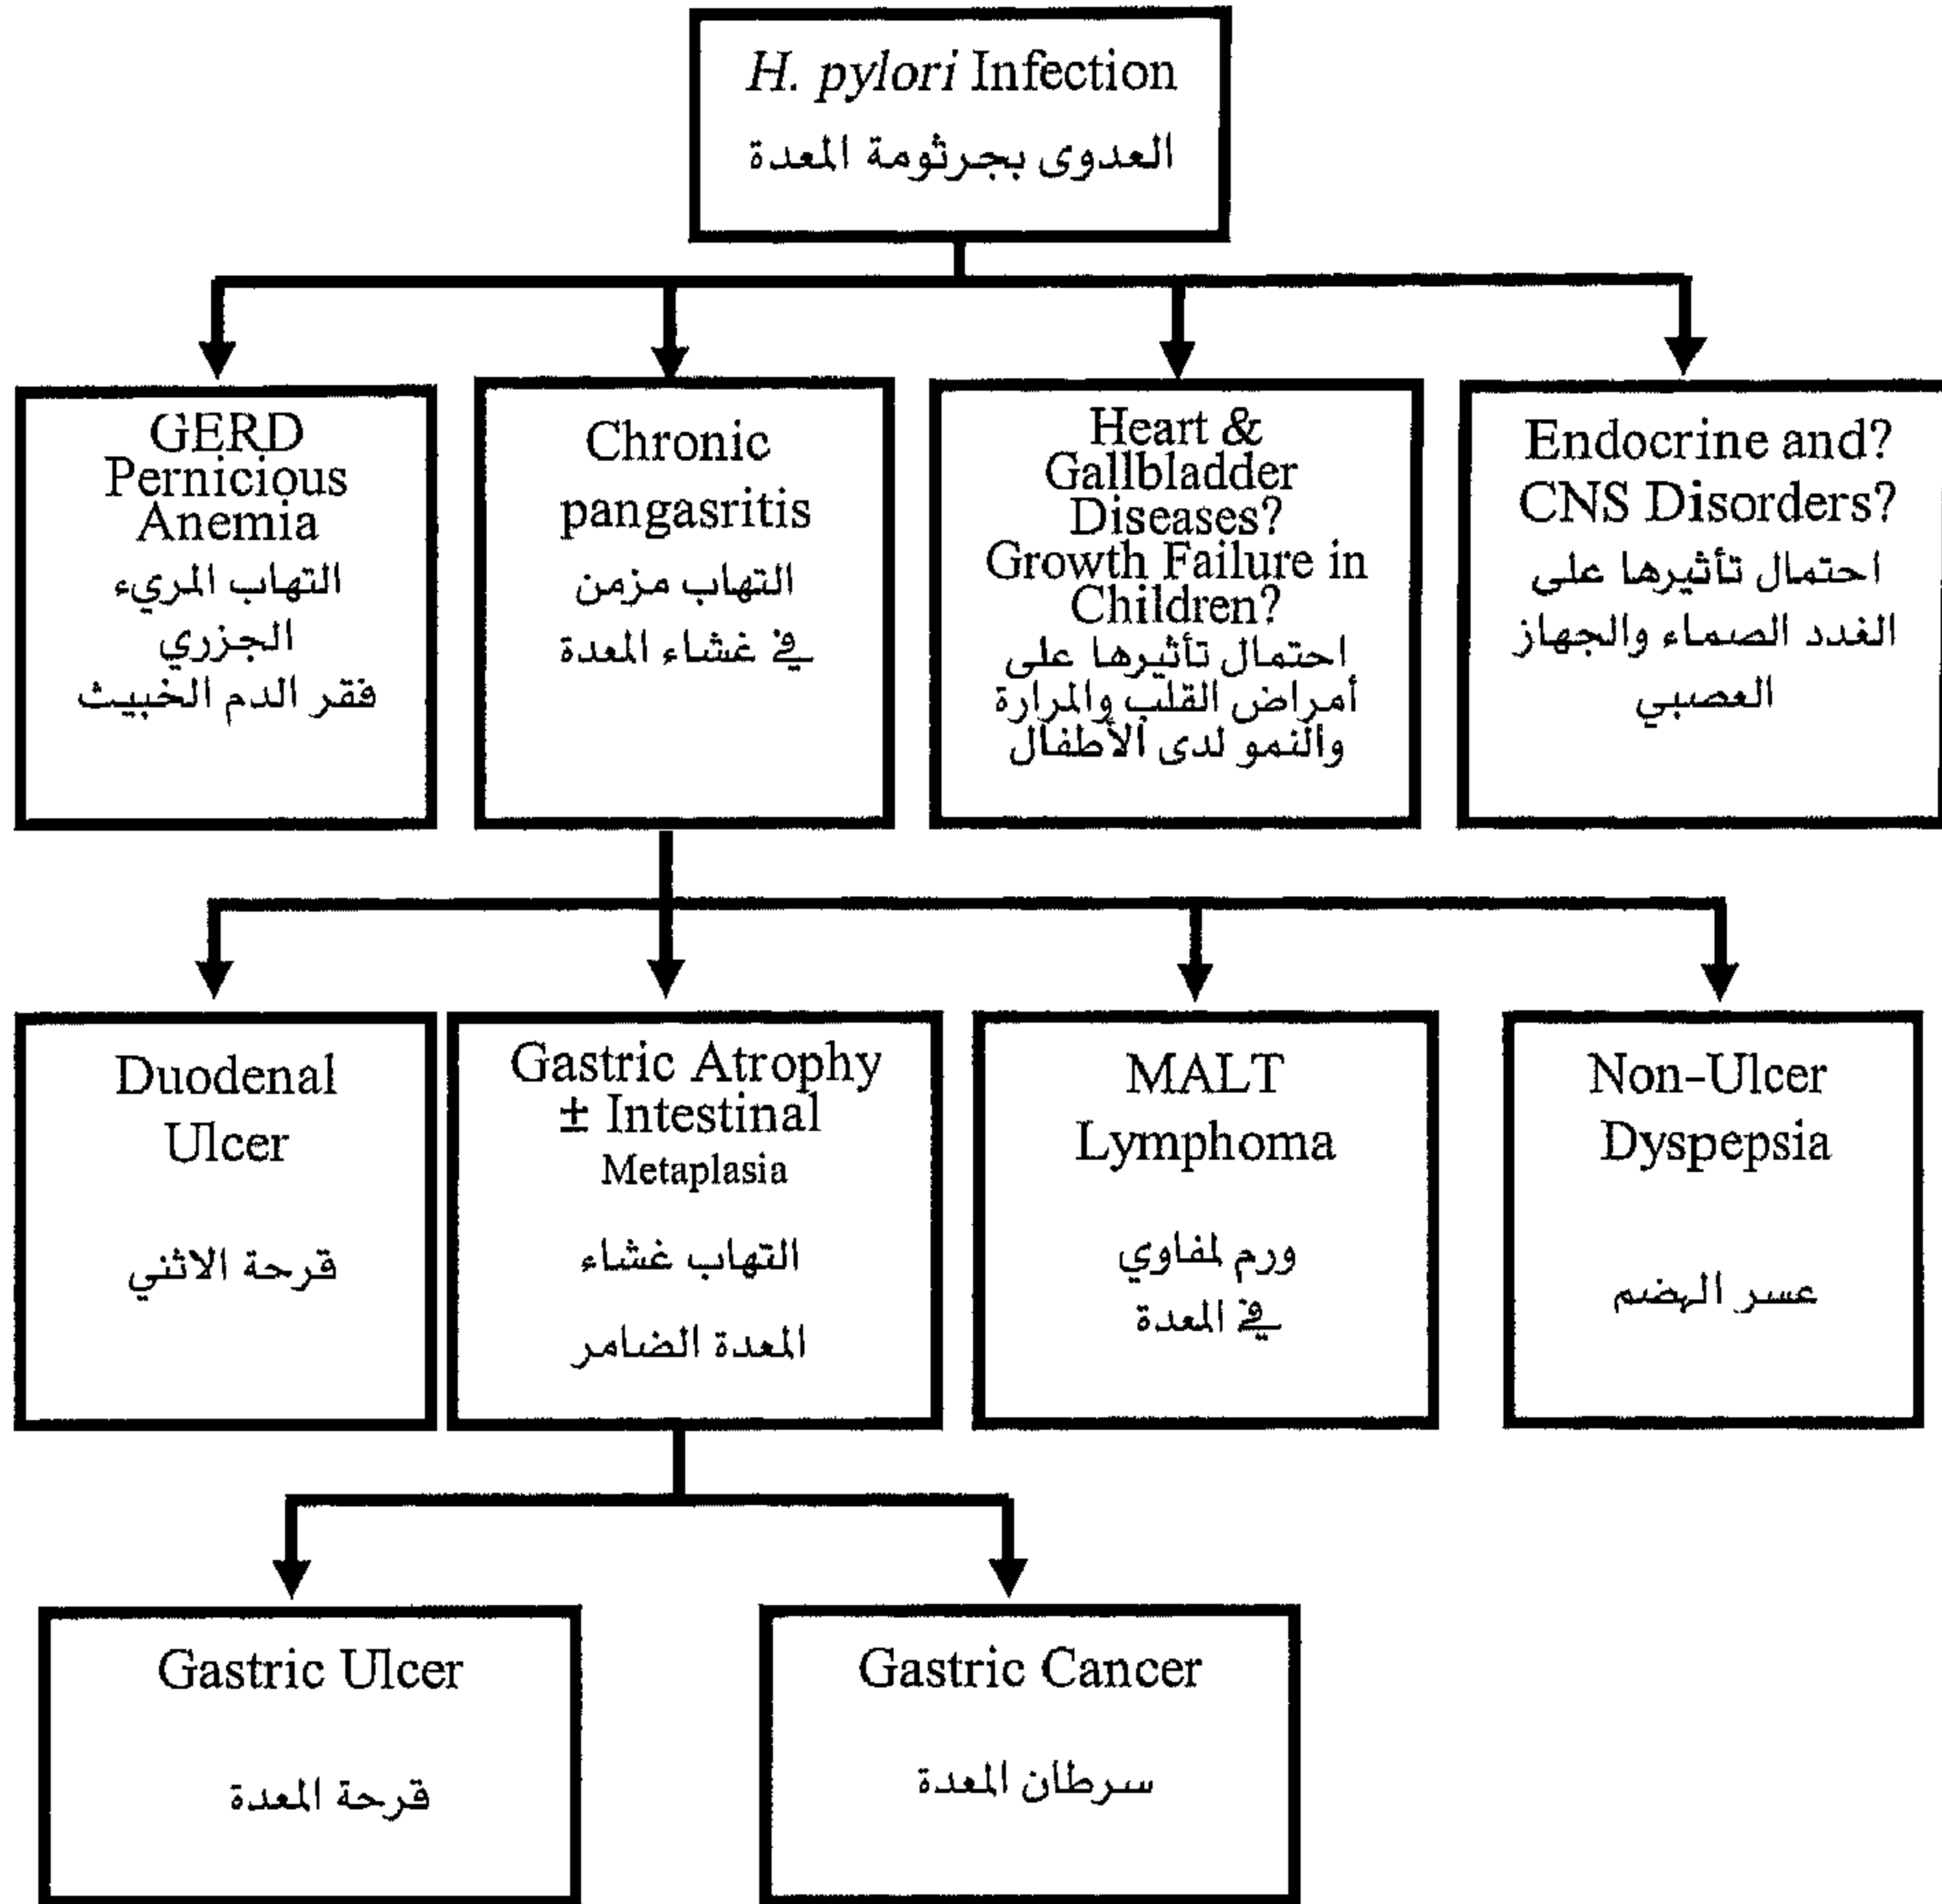 H. pylori Infection
العدوى بجرثومة المعدة
GERD
Pernicious
Anemia
التهاب المريء
الجزري
فقر الدم الخبيث
Chronic
pangasritis
التهاب مزمن
في غشاء المعدة
Heart &
Gallbladder
Diseases?
Growth Failure in
Children?
احتمال تأثيرها على
أمراض القلب والمرارة
والنمو لدى الأطفال
Endocrine and?
CNS Disorders?
احتمال تأثيرها على
الغدد الصماء والجهاز
العصبي
Duodenal
Ulcer
قرحة الاثني
Gastric Atrophy
± Intestinal
Metaplasia
التهاب غشاء
المعدة الضامر
MALT
Lymphoma
ورم لمفاوي
في المعدة
Non-Ulcer
Dyspepsia
عسر الهضم
Gastric Ulcer
قرحة المعدة
Gastric Cancer
سرطان المعدة